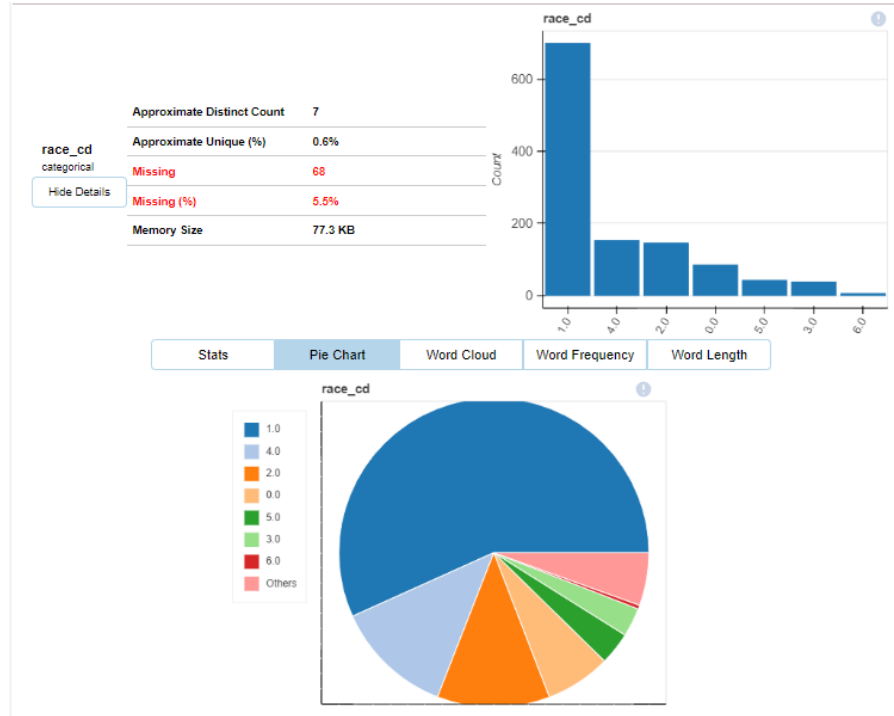 race_cd
categorical
Hide Details
Approximate Distinct Count 7
Approximate Unique (%) 0.6%
Missing 68
Missing (%) 5.5%
Memory Size 77.3 KB
race_cd
Count
600
400
200
0
1.0 4.0 2.0 0.0 5.0 3.0 6.0
Stats Pie Chart Word Cloud Word Frequency Word Length
race_cd
1.0
4.0
2.0
0.0
5.0
3.0
6.0
Others